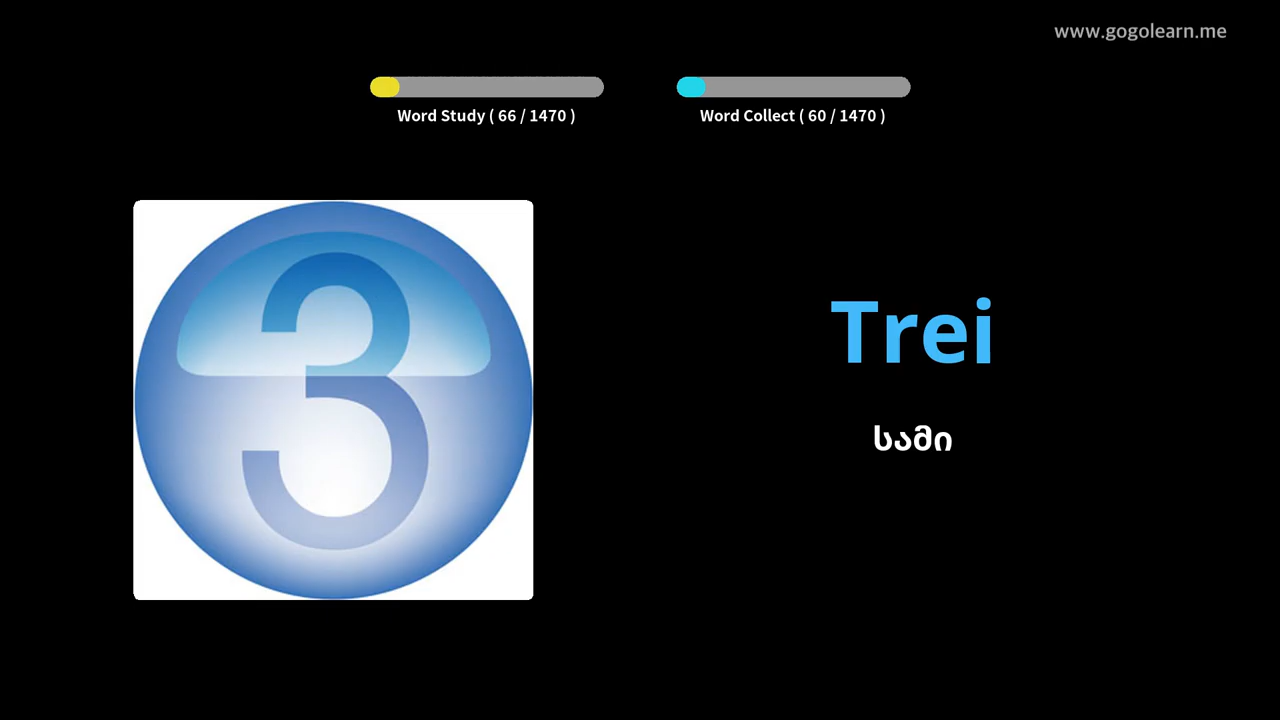 www.gogolearn.me
Word Study ( 66 / 1470 )
Word Collect ( 60 / 1470 )
3
Trei
სამი